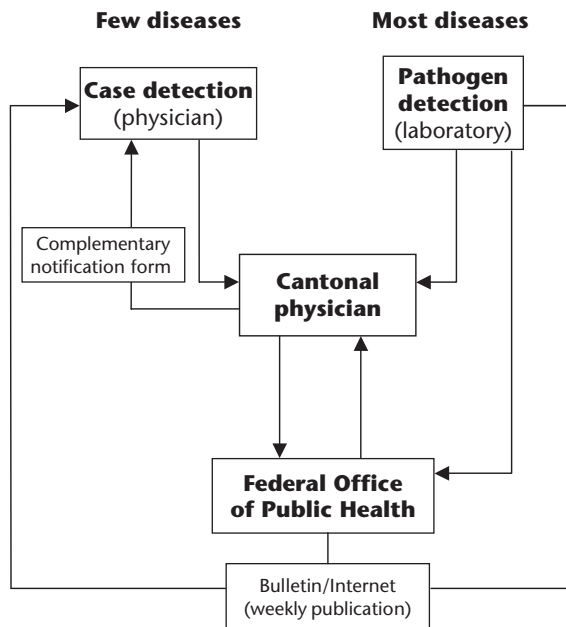 Few diseases
Most diseases
Case detection
(physician)
Pathogen
detection
(laboratory)
Complementary
notification form
Cantonal
physician
Federal Office
of Public Health
Bulletin/Internet
(weekly publication)